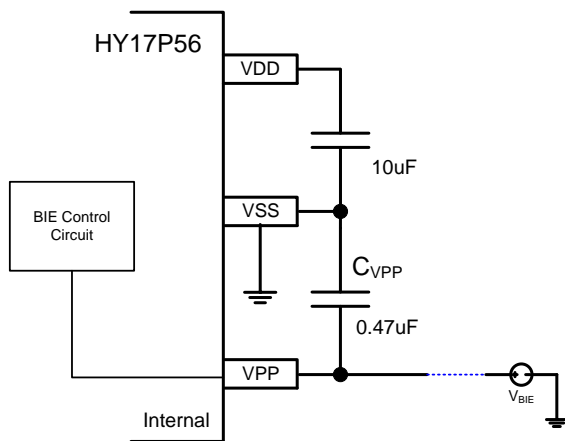 HY17P56
VDD
10uF
BIE Control
Circuit
VSS
CVPP
0.47uF
VPP
VBIE
Internal